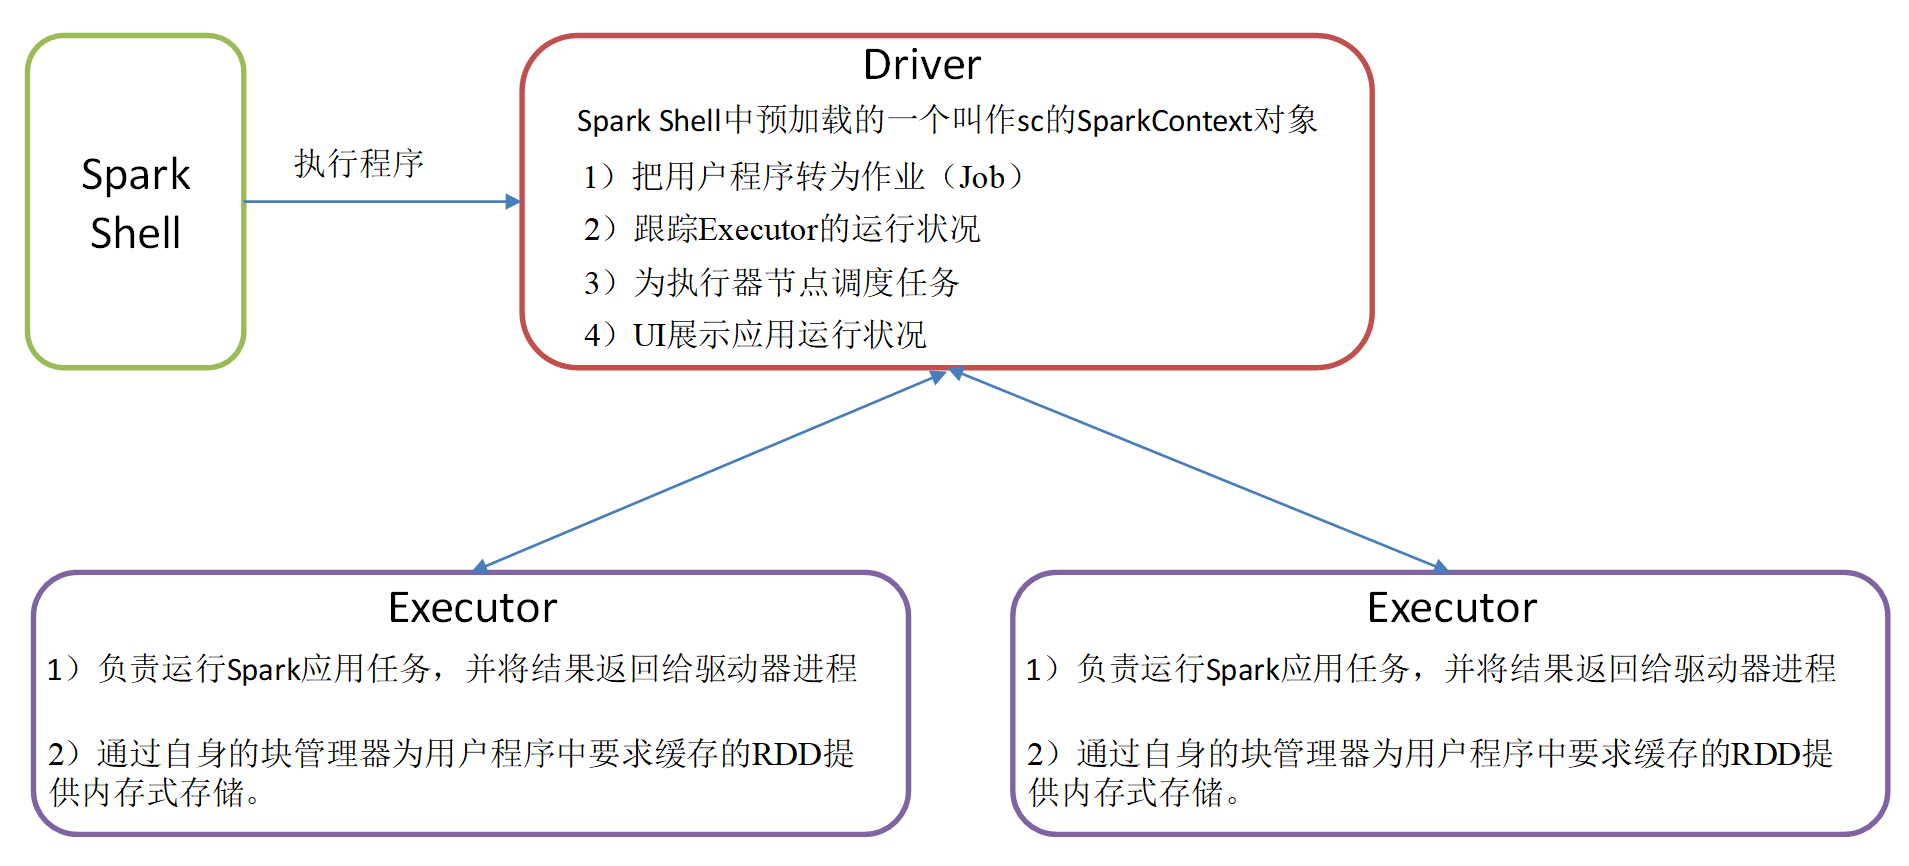 Spark
Shell
执行程序
Driver
Spark Shell中预加载的一个叫作sc的SparkContext对象
1）把用户程序转为作业（Job）
2）跟踪Executor的运行状况
3）为执行器节点调度任务
4）UI展示应用运行状况
Executor
1）负责运行Spark应用任务，并将结果返回给驱动器进程
2）通过自身的块管理器为用户程序中要求缓存的RDD提
供内存式存储。
Executor
1）负责运行Spark应用任务，并将结果返回给驱动器进程
2）通过自身的块管理器为用户程序中要求缓存的RDD提
供内存式存储。